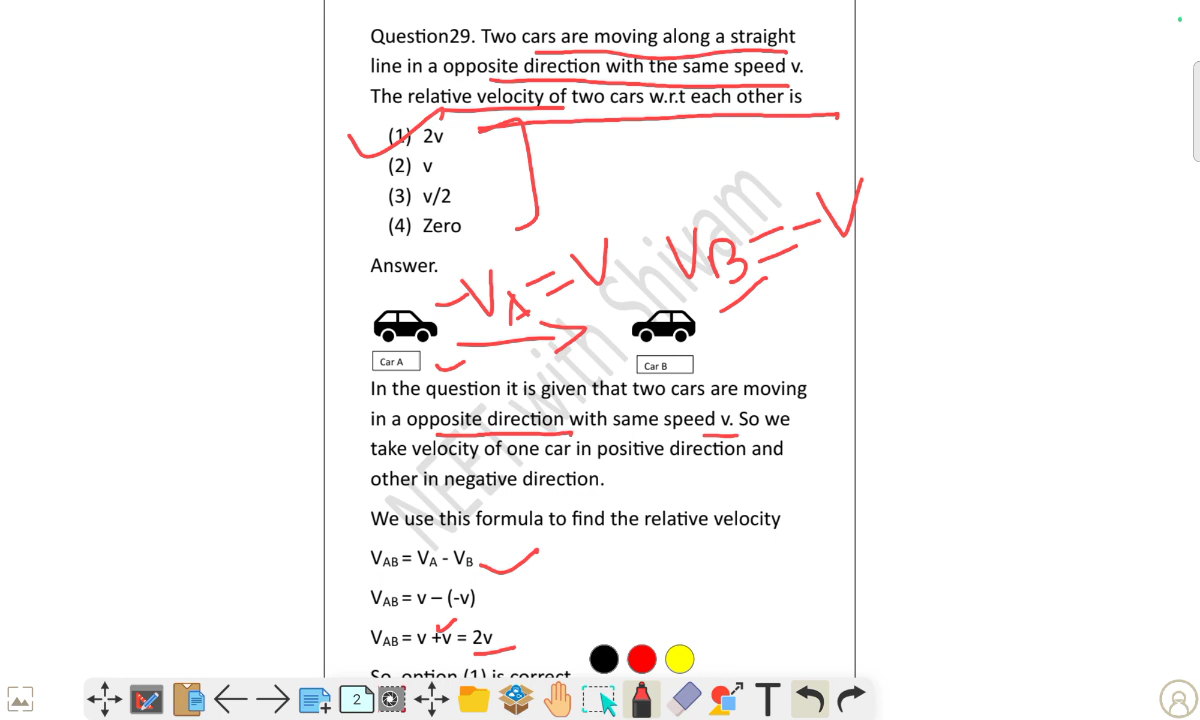 Question29. Two cars are moving along a straight
line in a opposite direction with the same speed v.
The relative velocity of two cars w.r.t each other is
(1) 2v
(2) v
(3) v/2
(4) Zero
Answer.
VA = V
VB = -V
Car A
Car B
In the question it is given that two cars are moving
in a opposite direction with same speed v. So we
take velocity of one car in positive direction and
other in negative direction.
We use this formula to find the relative velocity
VAB = VA - VB
VAB = v – (-v)
VAB = v +v = 2v
So, option (1) is correct
NEET with Shivam
2
T